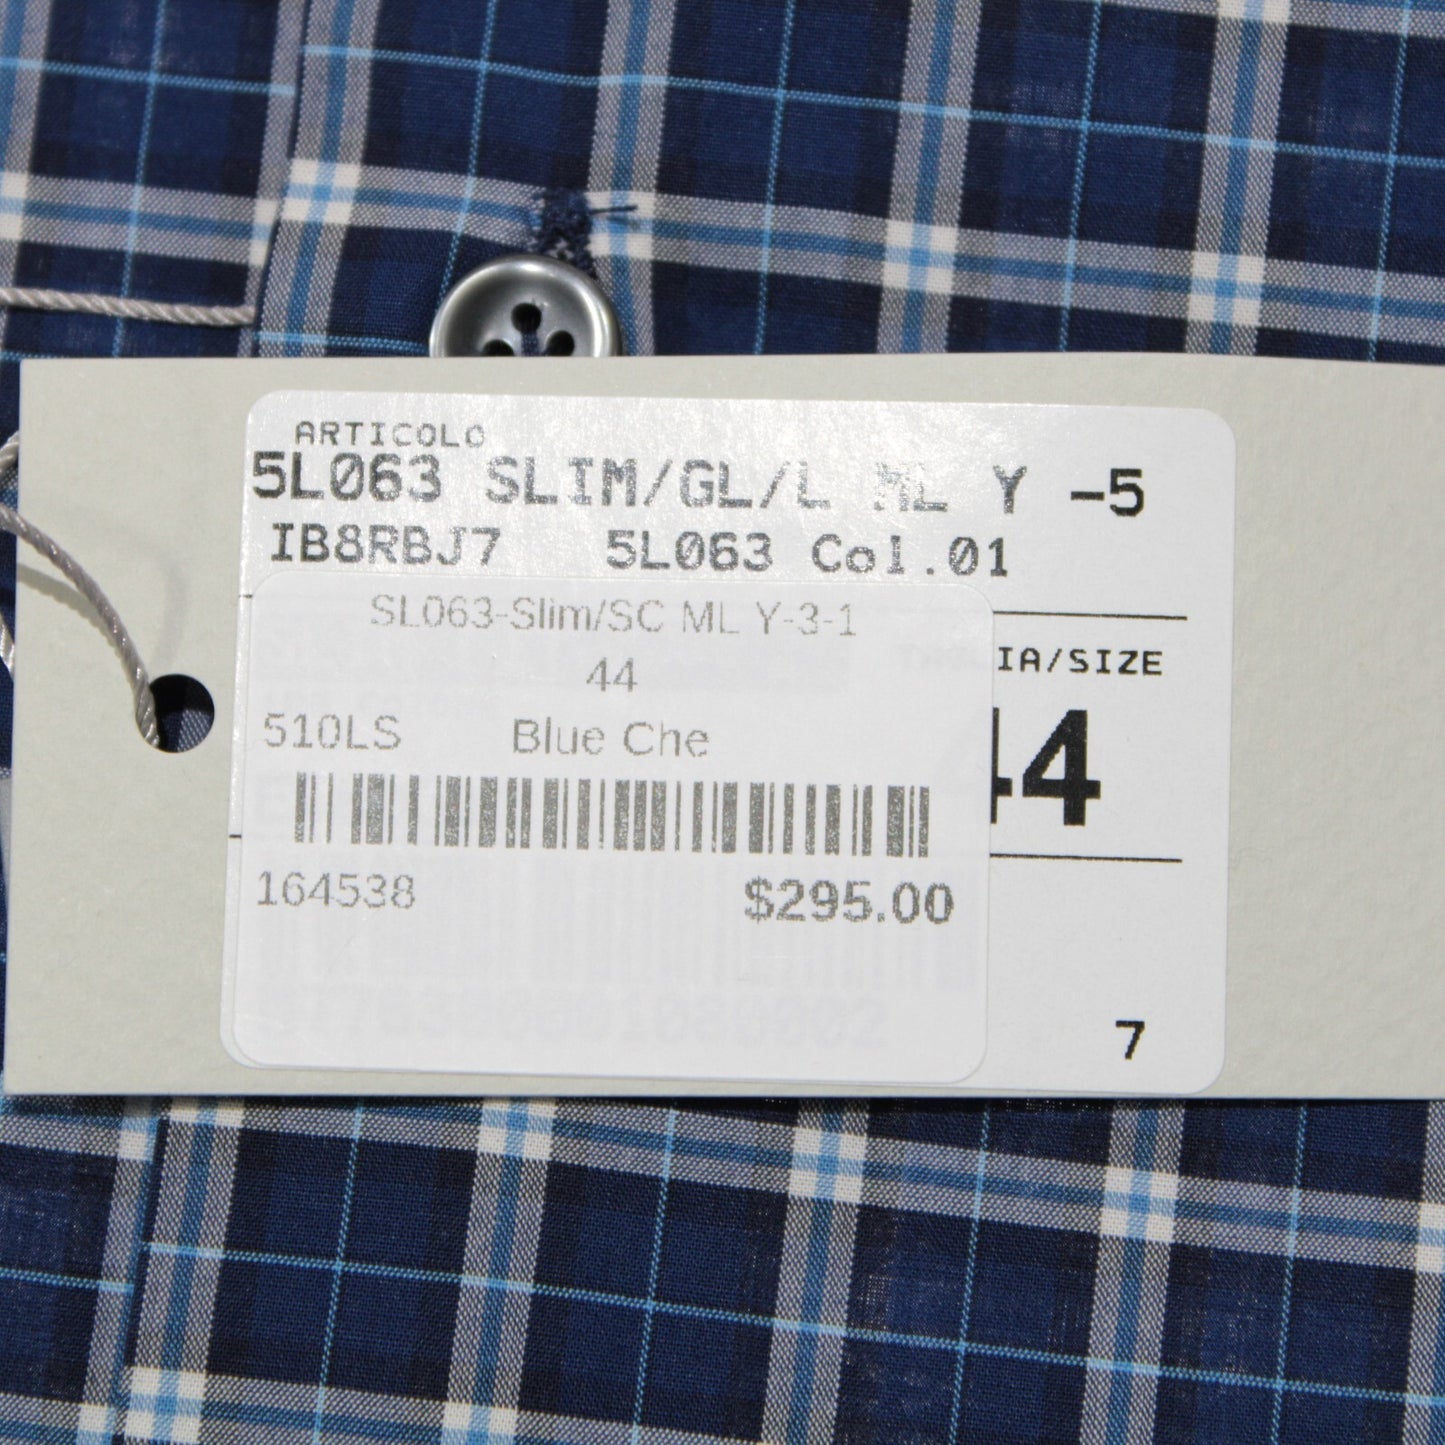 ARTICOLO
5L063 SLIM/GL/L ML Y -5
IB8RBJ7 5L063 Col.01
SL063-Slim/SC ML Y-3-1
IA/SIZE
44
44
510LS Blue Che
164538 $295.00
7